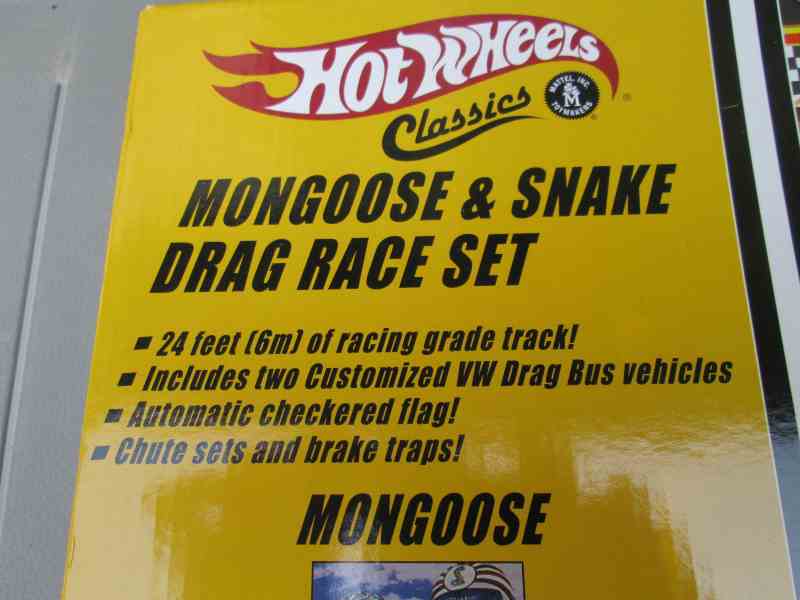 HOT WHEELS
Classics
MATTEL, INC.
M
TOYMAKERS
®
®
MONGOOSE & SNAKE
DRAG RACE SET
▪ 24 feet (6m) of racing grade track!
▪ Includes two Customized VW Drag Bus vehicles
▪ Automatic checkered flag!
▪ Chute sets and brake traps!
MONGOOSE